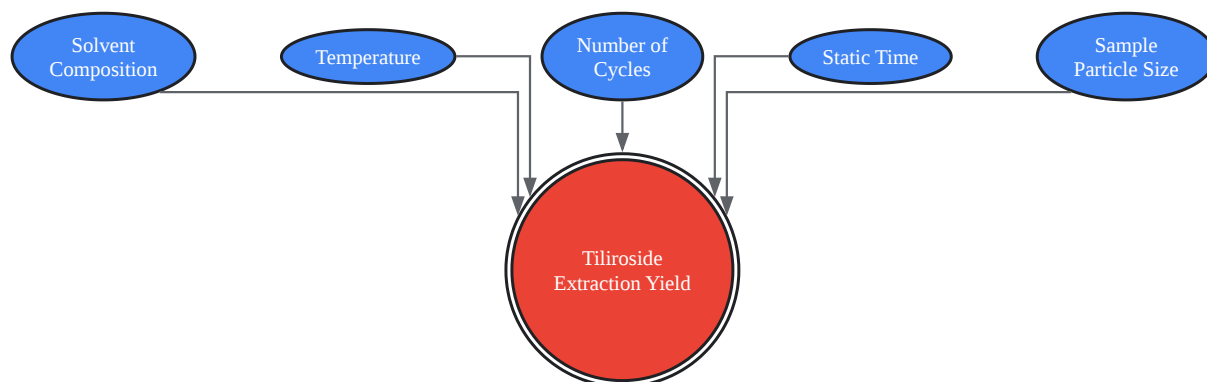 Solvent
Composition
Temperature
Number of
Cycles
Static Time
Sample
Particle Size
Tiliroside
Extraction Yield